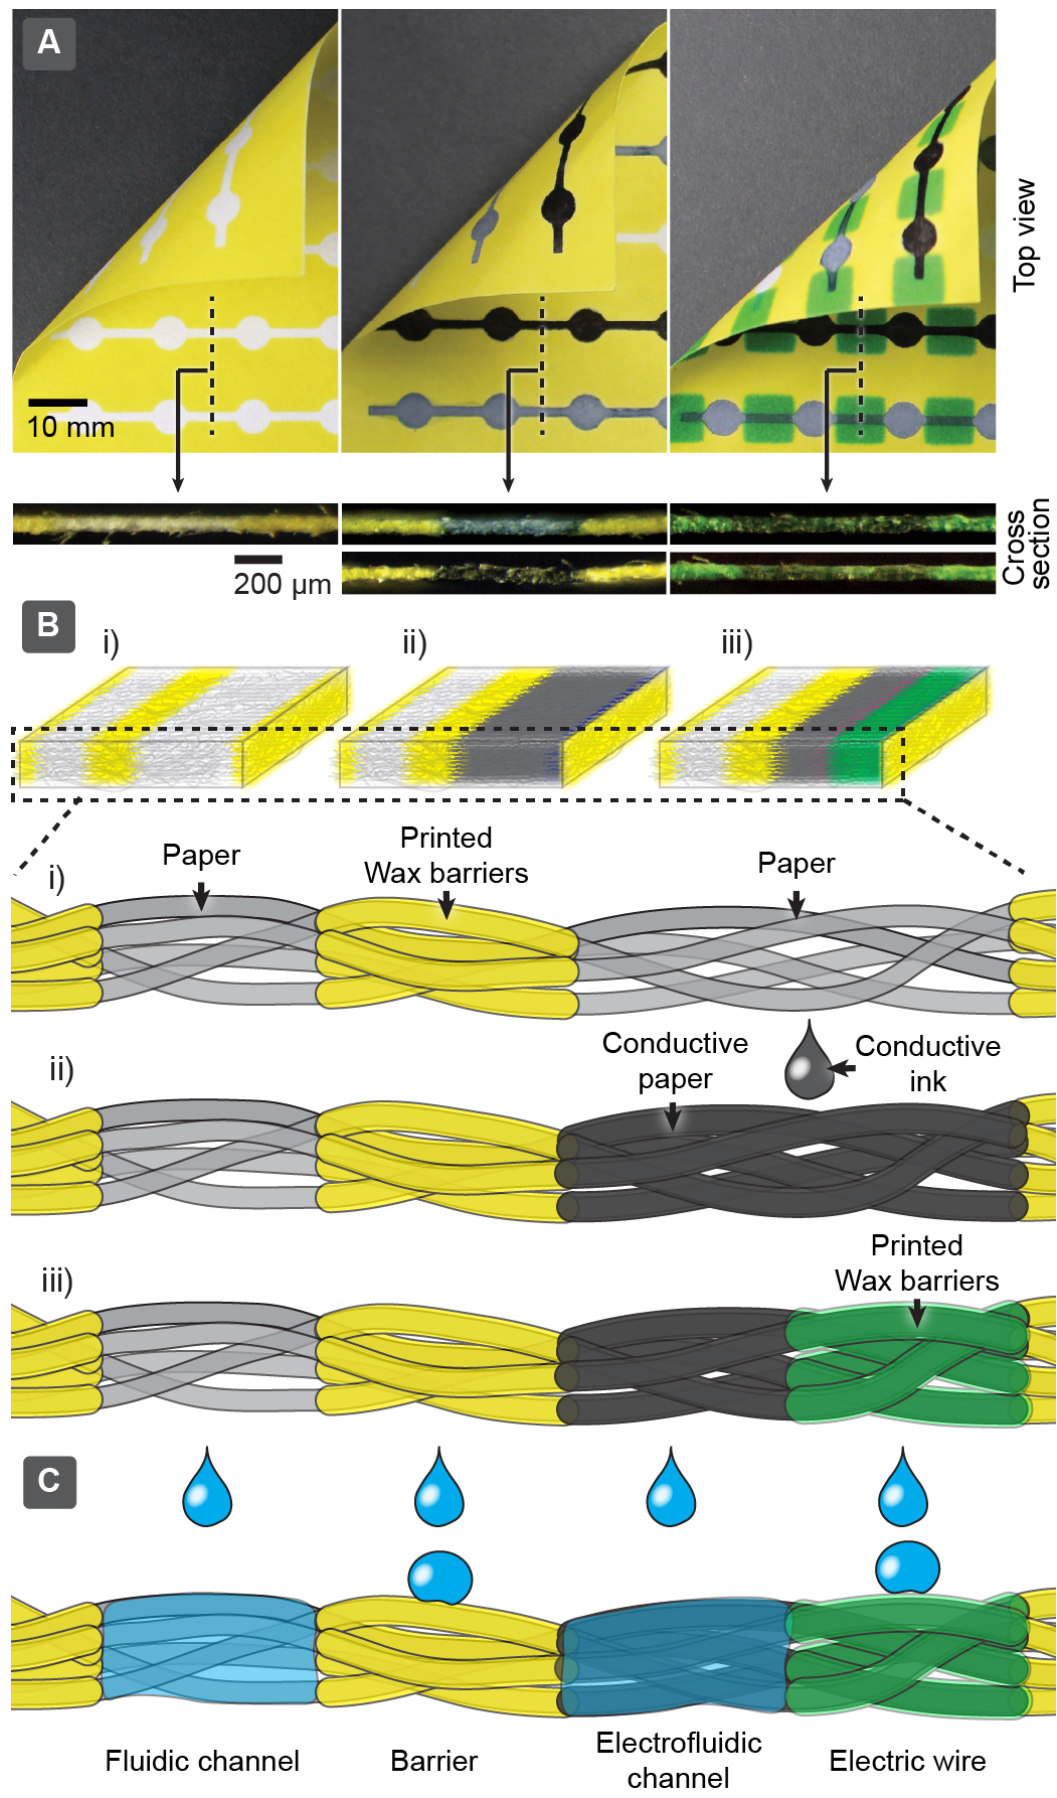 A
Top view
10 mm
Cross
section
200 µm
B
i)
ii)
iii)
Printed
Wax barriers
Paper
Paper
i)
Conductive
paper
Conductive
ink
ii)
Printed
Wax barriers
iii)
C
Fluidic channel
Barrier
Electrofluidic
channel
Electric wire